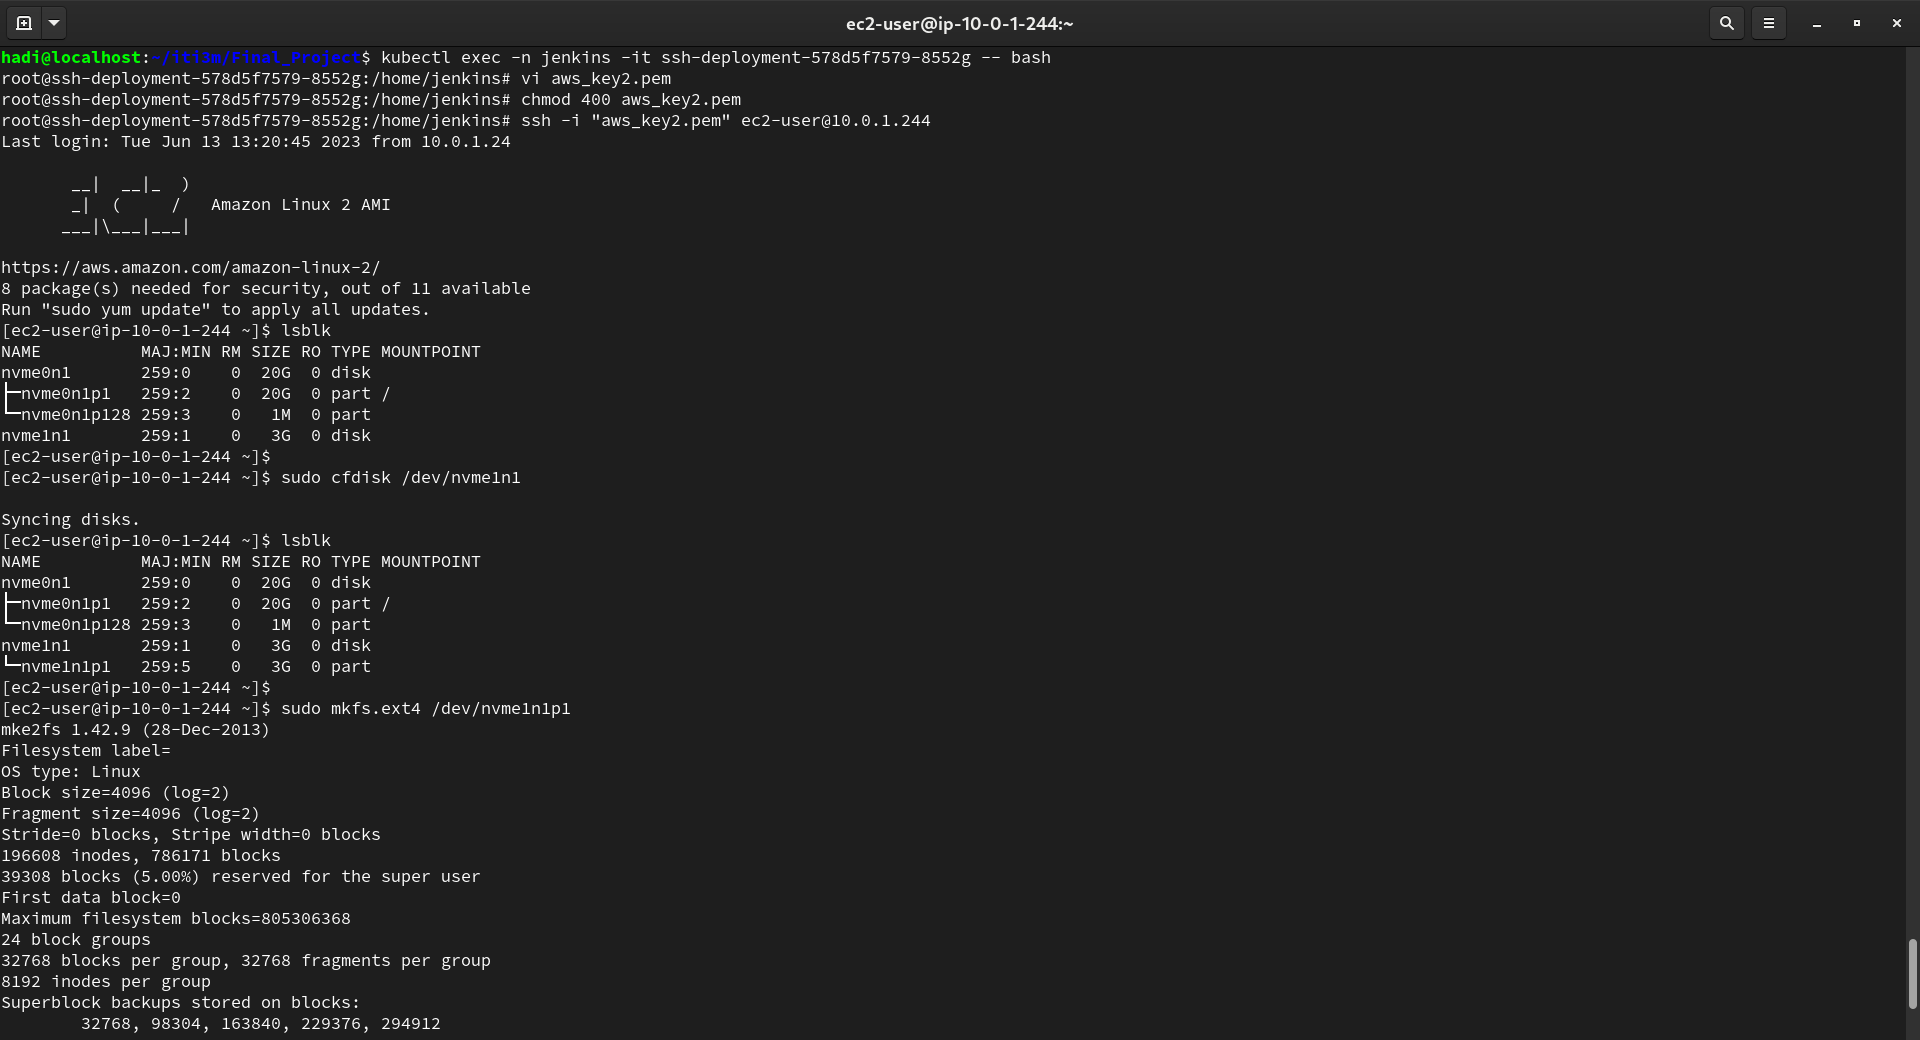 ec2-user@ip-10-0-1-244:~
hadi@localhost:~/iti3m/Final_Project$ kubectl exec -n jenkins -it ssh-deployment-578d5f7579-8552g -- bash
root@ssh-deployment-578d5f7579-8552g:/home/jenkins# vi aws_key2.pem
root@ssh-deployment-578d5f7579-8552g:/home/jenkins# chmod 400 aws_key2.pem
root@ssh-deployment-578d5f7579-8552g:/home/jenkins# ssh -i "aws_key2.pem" ec2-user@10.0.1.244
Last login: Tue Jun 13 13:20:45 2023 from 10.0.1.24
       __|  __|_  )
       _|  (     /   Amazon Linux 2 AMI
      ___|\___|___|
https://aws.amazon.com/amazon-linux-2/
8 package(s) needed for security, out of 11 available
Run "sudo yum update" to apply all updates.
[ec2-user@ip-10-0-1-244 ~]$ lsblk
NAME          MAJ:MIN RM SIZE RO TYPE MOUNTPOINT
nvme0n1       259:0    0  20G  0 disk
├─nvme0n1p1   259:2    0  20G  0 part /
└─nvme0n1p128 259:3    0   1M  0 part
nvme1n1       259:1    0   3G  0 disk
[ec2-user@ip-10-0-1-244 ~]$
[ec2-user@ip-10-0-1-244 ~]$ sudo cfdisk /dev/nvme1n1
Syncing disks.
[ec2-user@ip-10-0-1-244 ~]$ lsblk
NAME          MAJ:MIN RM SIZE RO TYPE MOUNTPOINT
nvme0n1       259:0    0  20G  0 disk
├─nvme0n1p1   259:2    0  20G  0 part /
└─nvme0n1p128 259:3    0   1M  0 part
nvme1n1       259:1    0   3G  0 disk
└─nvme1n1p1   259:5    0   3G  0 part
[ec2-user@ip-10-0-1-244 ~]$
[ec2-user@ip-10-0-1-244 ~]$ sudo mkfs.ext4 /dev/nvme1n1p1
mke2fs 1.42.9 (28-Dec-2013)
Filesystem label=
OS type: Linux
Block size=4096 (log=2)
Fragment size=4096 (log=2)
Stride=0 blocks, Stripe width=0 blocks
196608 inodes, 786171 blocks
39308 blocks (5.00%) reserved for the super user
First data block=0
Maximum filesystem blocks=805306368
24 block groups
32768 blocks per group, 32768 fragments per group
8192 inodes per group
Superblock backups stored on blocks:
        32768, 98304, 163840, 229376, 294912